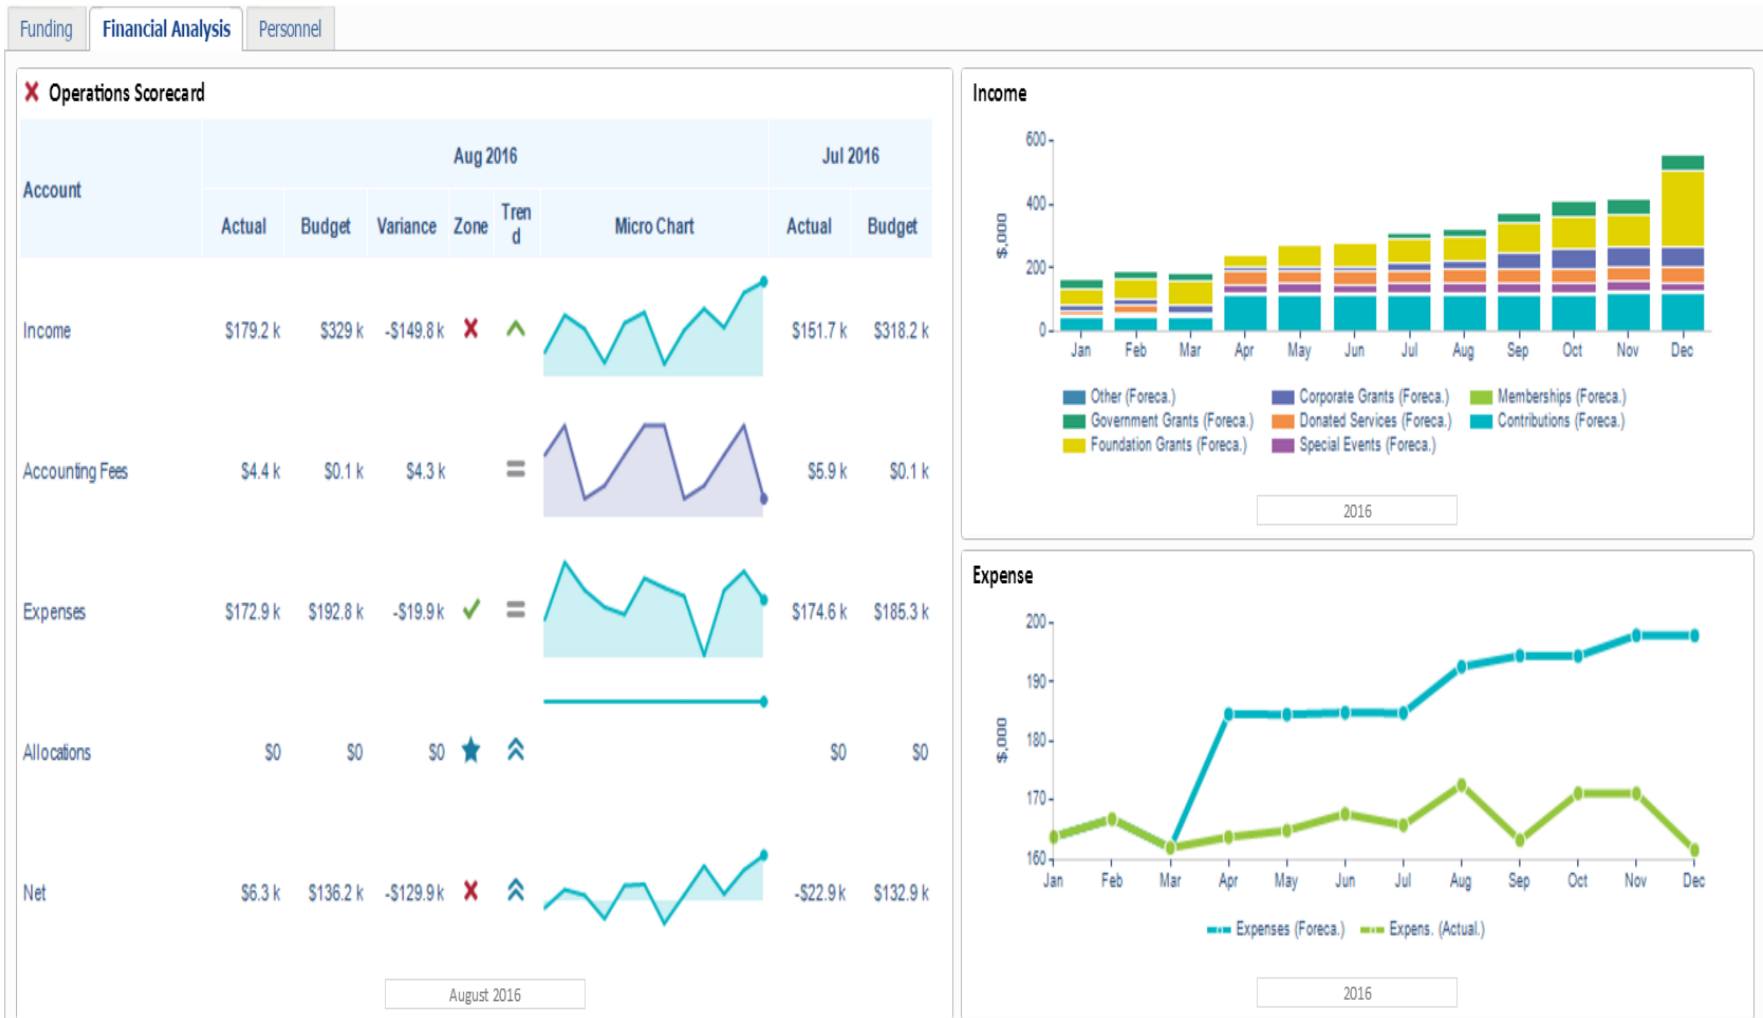 Funding Financial Analysis Personnel
Operations Scorecard
Account Aug 2016 Jul 2016
Actual Budget Variance Zone Tren
d Micro Chart Actual Budget
Income $179.2 k $329 k -$149.8 k $151.7 k $318.2 k
Accounting Fees $4.4 k $0.1 k $4.3 k $5.9 k $0.1 k
Expenses $172.9 k $192.8 k -$19.9 k $174.6 k $185.3 k
Allocations $0 $0 $0 $0 $0
Net $6.3 k $136.2 k -$129.9 k -$22.9 k $132.9 k
August 2016
Income
600
400
200
0
$,000
Jan Feb Mar Apr May Jun Jul Aug Sep Oct Nov Dec
Other (Foreca.) Corporate Grants (Foreca.) Memberships (Foreca.)
Government Grants (Foreca.) Donated Services (Foreca.) Contributions (Foreca.)
Foundation Grants (Foreca.) Special Events (Foreca.)
2016
Expense
200
190
180
170
160
$,000
Jan Feb Mar Apr May Jun Jul Aug Sep Oct Nov Dec
Expenses (Foreca.) Expens. (Actual.)
2016